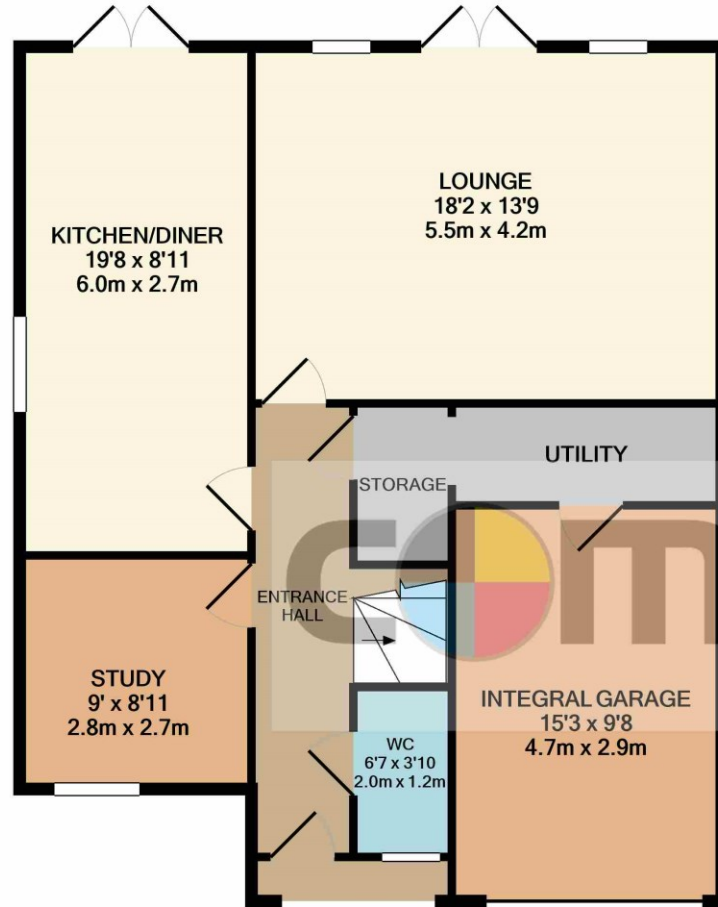 LOUNGE
18'2 x 13'9
5.5m x 4.2m
KITCHEN/DINER
19'8 x 8'11
6.0m x 2.7m
UTILITY
STORAGE
ENTRANCE
HALL
com
STUDY
9' x 8'11
2.8m x 2.7m
INTEGRAL GARAGE
15'3 x 9'8
4.7m x 2.9m
WC
6'7 x 3'10
2.0m x 1.2m